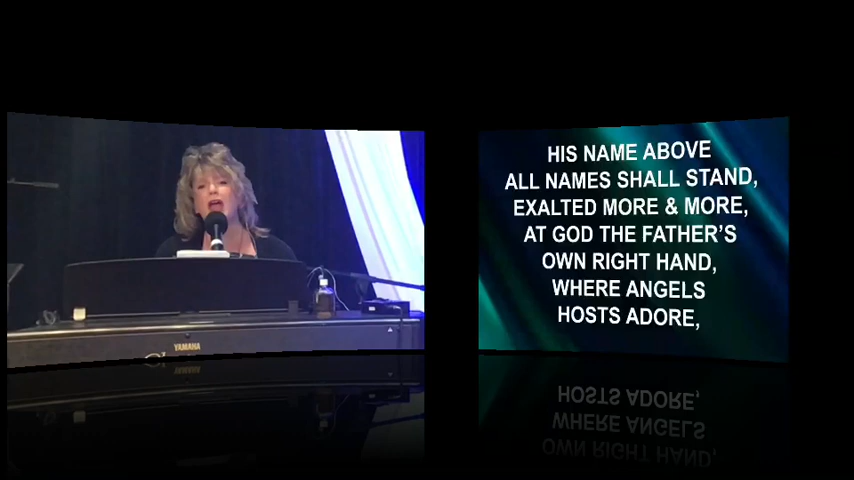 YAMAHA
HIS NAME ABOVE
ALL NAMES SHALL STAND,
EXALTED MORE & MORE,
AT GOD THE FATHER'S
OWN RIGHT HAND,
WHERE ANGELS
HOSTS ADORE,